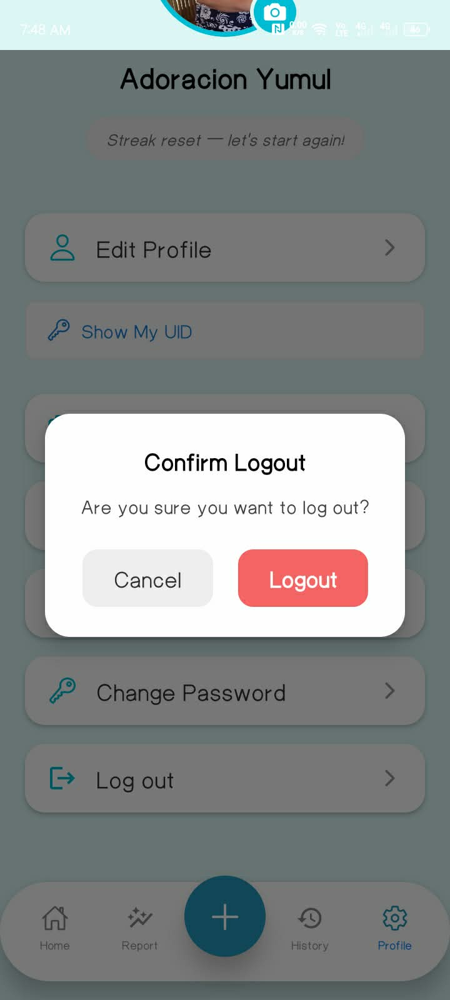 7:48 AM
0.00
K/S
Vo
LTE
4G
4G
46
Adoracion Yumul
Streak reset — let's start again!
Edit Profile
Show My UID
Confirm Logout
Are you sure you want to log out?
Cancel
Logout
Change Password
Log out
Home
Report
History
Profile